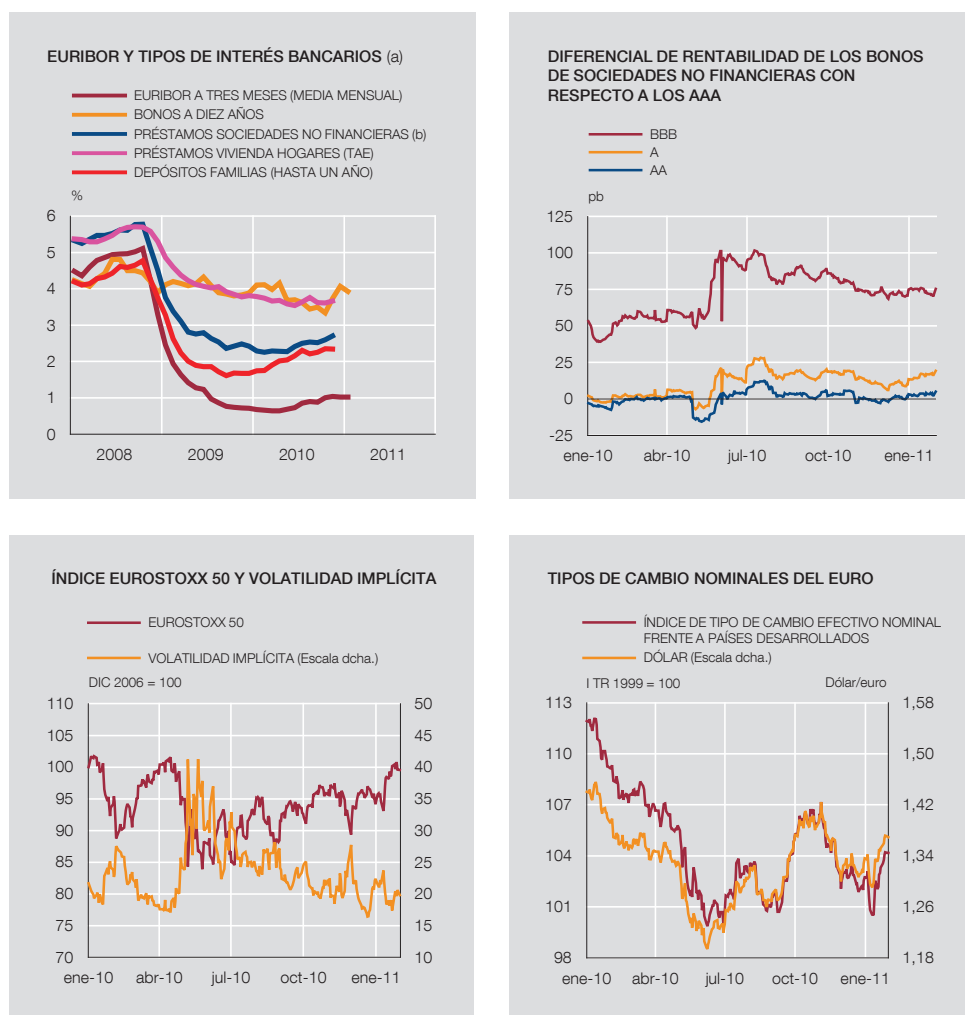 EURIBOR Y TIPOS DE INTERÉS BANCARIOS (a)
EURIBOR A TRES MESES (MEDIA MENSUAL)
BONOS A DIEZ AÑOS
PRÉSTAMOS SOCIEDADES NO FINANCIERAS (b)
PRÉSTAMOS VIVIENDA HOGARES (TAE)
DEPÓSITOS FAMILIAS (HASTA UN AÑO)
%
6
5
4
3
2
1
0
2008 2009 2010 2011
DIFERENCIAL DE RENTABILIDAD DE LOS BONOS
DE SOCIEDADES NO FINANCIERAS CON
RESPECTO A LOS AAA
BBB
A
AA
pb
125
100
75
50
25
0
-25
ene-10 abr-10 jul-10 oct-10 ene-11
ÍNDICE EUROSTOXX 50 Y VOLATILIDAD IMPLÍCITA
EUROSTOXX 50
VOLATILIDAD IMPLÍCITA (Escala dcha.)
DIC 2006 = 100
110 50
105 45
100 40
95 35
90 30
85 25
80 20
75 15
70 10
ene-10 abr-10 jul-10 oct-10 ene-11
TIPOS DE CAMBIO NOMINALES DEL EURO
ÍNDICE DE TIPO DE CAMBIO EFECTIVO NOMINAL
FRENTE A PAÍSES DESARROLLADOS
DÓLAR (Escala dcha.)
I TR 1999 = 100 Dólar/euro
113 1,58
110 1,50
107 1,42
104 1,34
101 1,26
98 1,18
ene-10 abr-10 jul-10 oct-10 ene-11